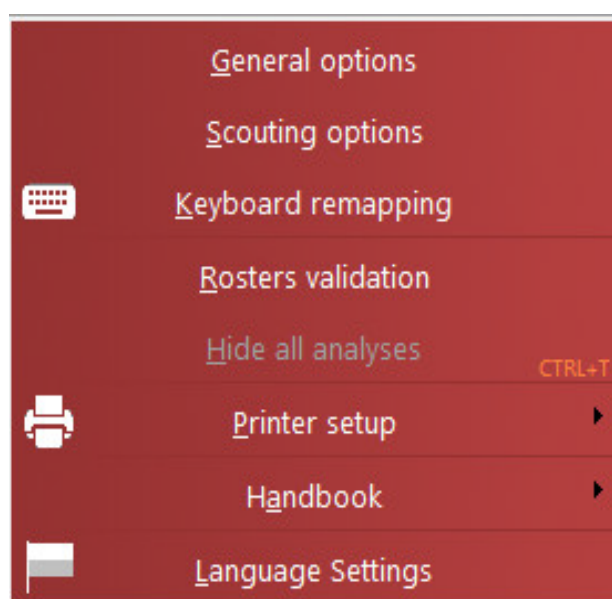 General options
Scouting options
Keyboard remapping
Rosters validation
Hide all analyses
CTRL+T
Printer setup
Handbook
Language Settings